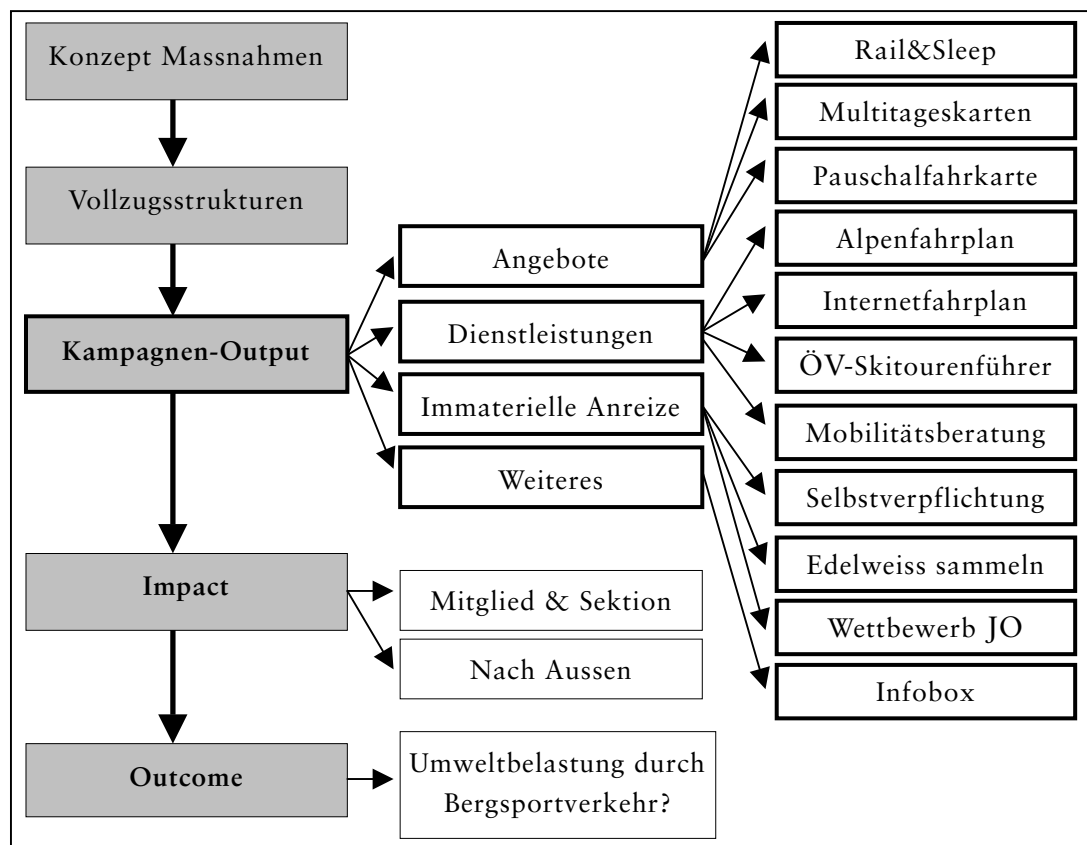 Konzept Massnahmen
Vollzugsstrukturen
Kampagnen-Output
Impact
Outcome
Angebote
Dienstleistungen
Immaterielle Anreize
Weiteres
Mitglied & Sektion
Nach Aussen
Umweltbelastung durch
Bergsportverkehr?
Rail&Sleep
Multitageskarten
Pauschalfahrkarte
Alpenfahrplan
Internetfahrplan
ÖV-Skitourenführer
Mobilitätsberatung
Selbstverpflichtung
Edelweiss sammeln
Wettbewerb JO
Infobox